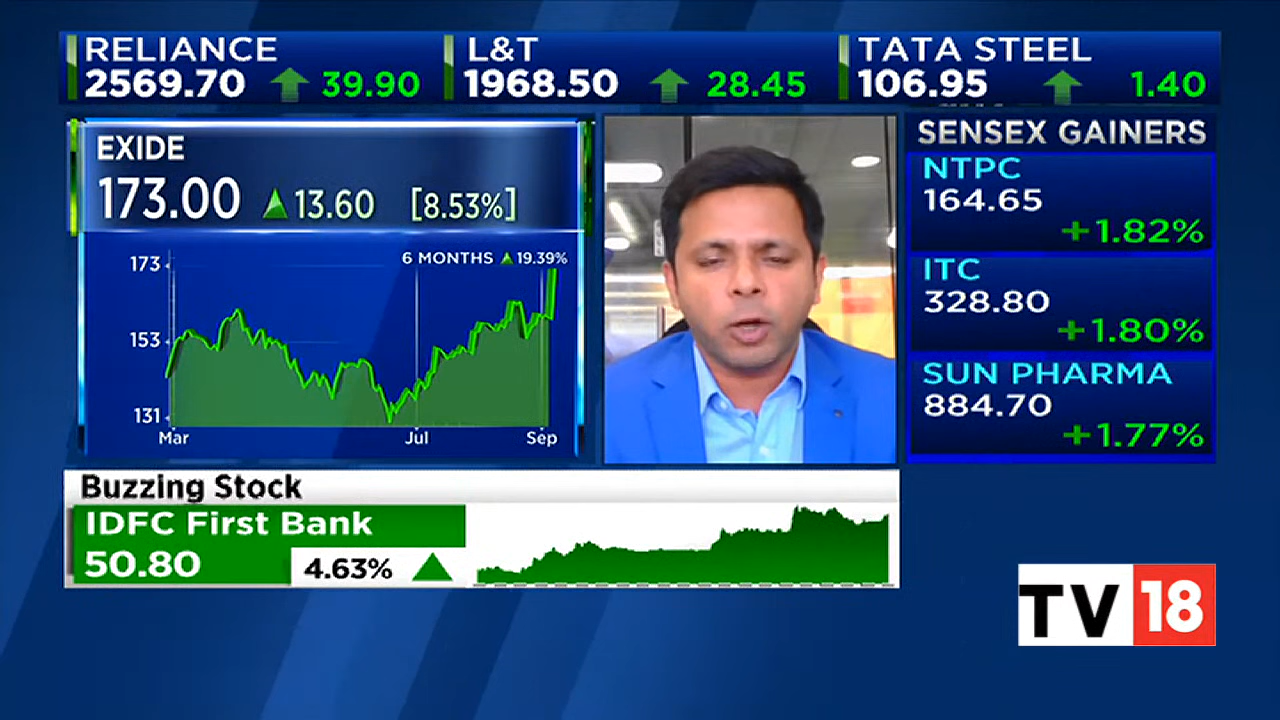 RELIANCE
2569.70 39.90
L&T
1968.50 28.45
TATA STEEL
106.95 1.40
EXIDE
173.00 13.60 [8.53%]
6 MONTHS 19.39%
173
153
131
Mar Jul Sep
SENSEX GAINERS
NTPC
164.65
+1.82%
ITC
328.80
+1.80%
SUN PHARMA
884.70
+1.77%
Buzzing Stock
IDFC First Bank
50.80 4.63%
TV18